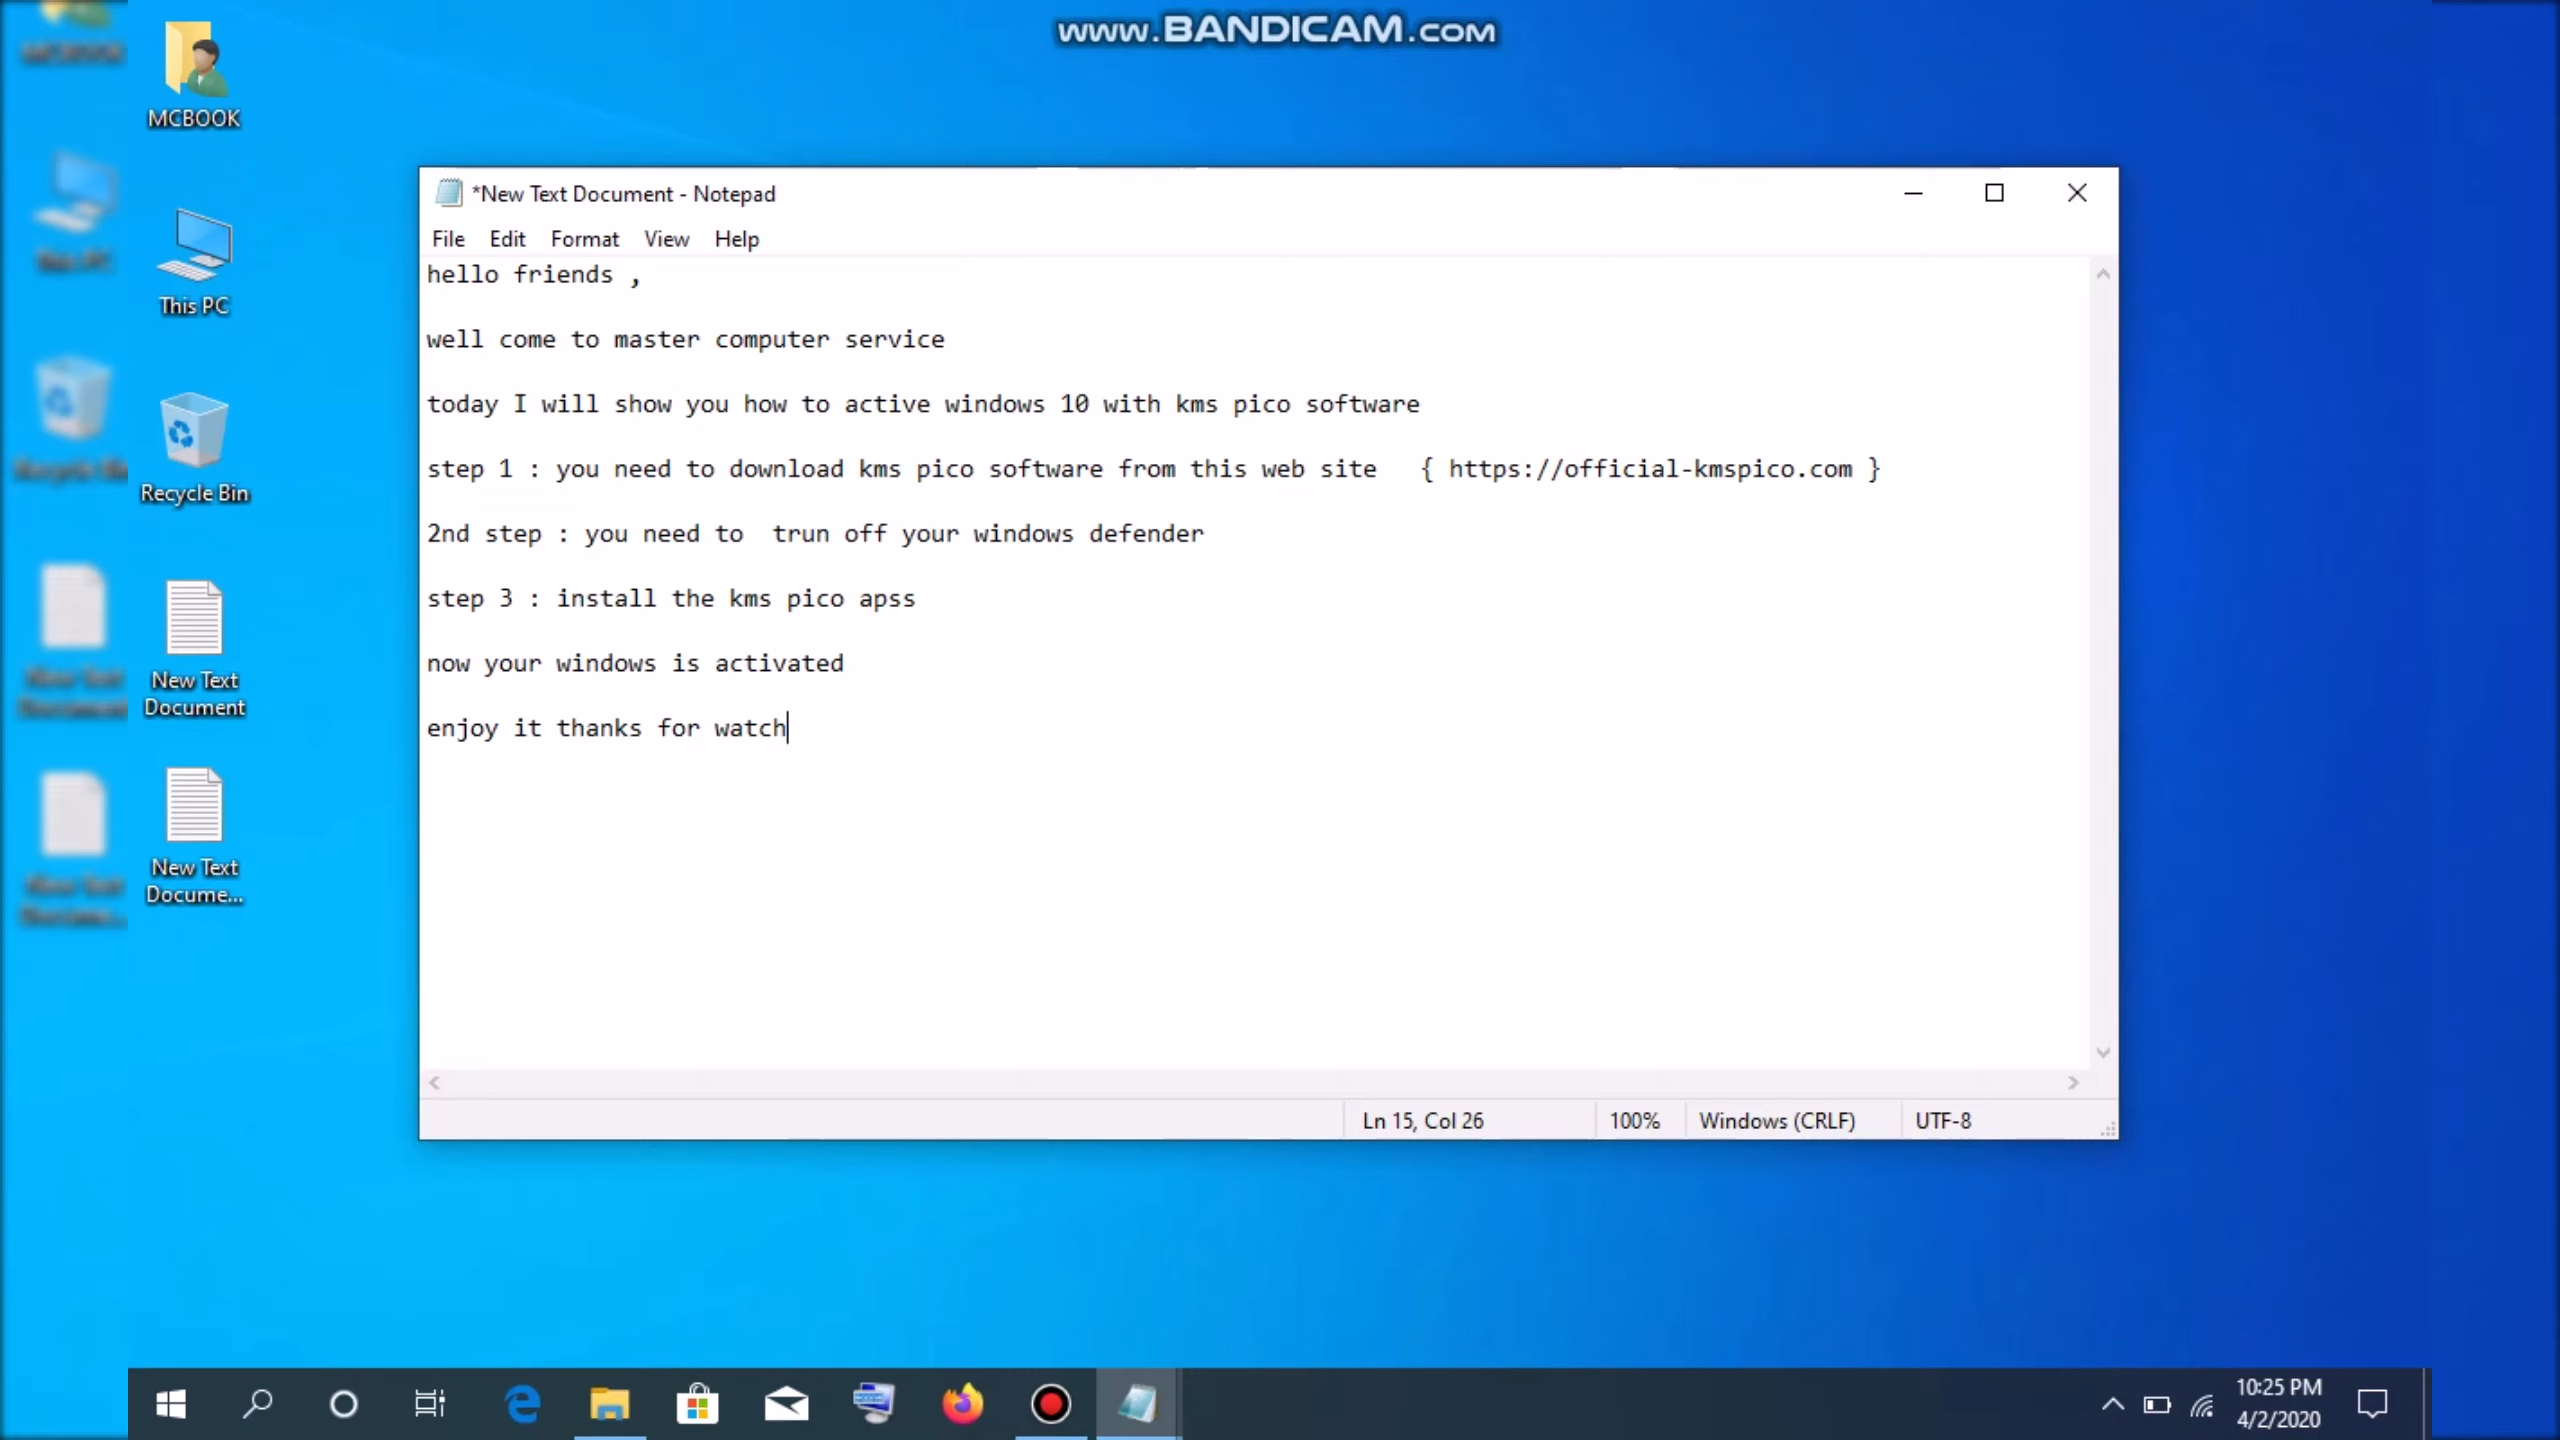 www.BANDICAM.com
MCBOOK
This PC
Recycle Bin
New Text
Document
New Text
Docume...
*New Text Document - Notepad
File Edit Format View Help
hello friends ,
well come to master computer service
today I will show you how to active windows 10 with kms pico software
step 1 : you need to download kms pico software from this web site { https://official-kmspico.com }
2nd step : you need to trun off your windows defender
step 3 : install the kms pico apss
now your windows is activated
enjoy it thanks for watch
Ln 15, Col 26 100% Windows (CRLF) UTF-8
10:25 PM
4/2/2020